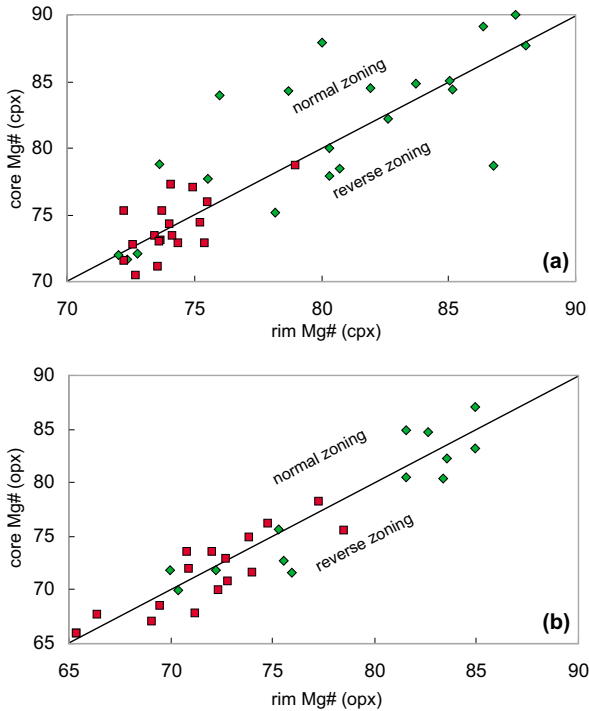 90
85
80
75
70
core Mg# (cpx)
normal zoning
reverse zoning
(a)
70 75 80 85 90
rim Mg# (cpx)
90
85
80
75
70
65
core Mg# (opx)
normal zoning
reverse zoning
(b)
65 70 75 80 85 90
rim Mg# (opx)